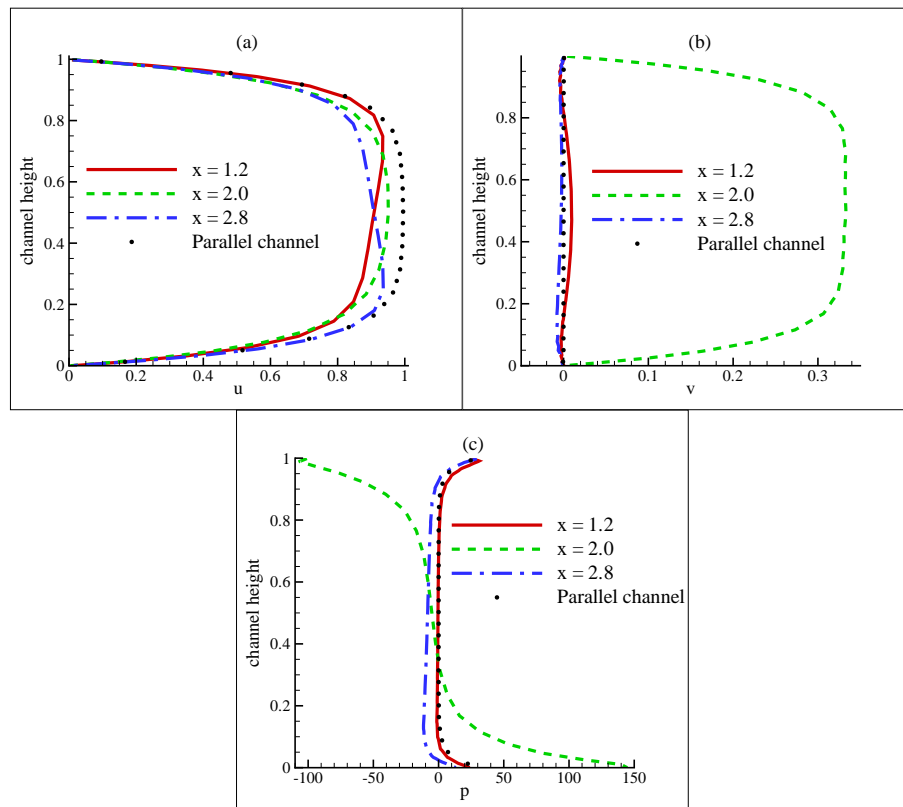 (a)
1
0.8
0.6
0.4
0.2
0
channel height
x = 1.2
x = 2.0
x = 2.8
Parallel channel
0
0.2
0.4
0.6
0.8
1
u
(b)
1
0.8
0.6
0.4
0.2
0
channel height
x = 1.2
x = 2.0
x = 2.8
Parallel channel
0
0.1
0.2
0.3
v
(c)
1
0.8
0.6
0.4
0.2
0
channel height
x = 1.2
x = 2.0
x = 2.8
Parallel channel
-100
-50
0
50
100
150
p